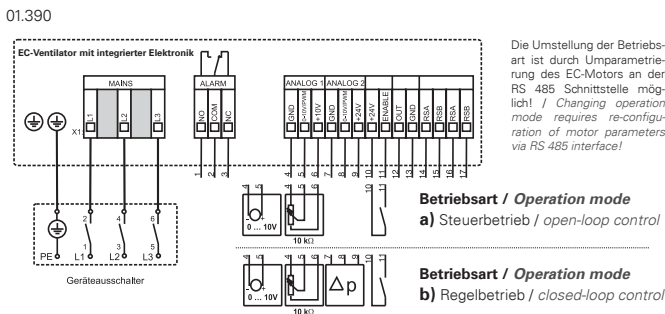 01.390
EC-Ventilator mit integrierter Elektronik
MAINS
ALARM
ANALOG 1 ANALOG 2
X1:
L1
L2
L3
NO
COM
NC
GND
0-10V/PWM
+10V
GND
0-10V/PWM
+24V
+24V
ENABLE
OUT
GND
RSA
RSB
RSA
RSB
1 2 3 4 5 6 7 8 9 10 11 12 13 14 15 16 17
Die Umstellung der Betriebs-
art ist durch Umparametrie-
rung des EC-Motors an der
RS 485 Schnittstelle mög-
lich! / Changing operation
mode requires re-configu-
ration of motor parameters
via RS 485 interface!
2 4 6
1 3 5
PE L1 L2 L3
Geräteausschalter
4 5 4 5 6 10 11
- +
0 ... 10V
10 kΩ
Betriebsart / Operation mode
a) Steuerbetrieb / open-loop control
4 5 4 5 6 7 8 9 10 11
- +
0 ... 10V
10 kΩ
Δp
Betriebsart / Operation mode
b) Regelbetrieb / closed-loop control